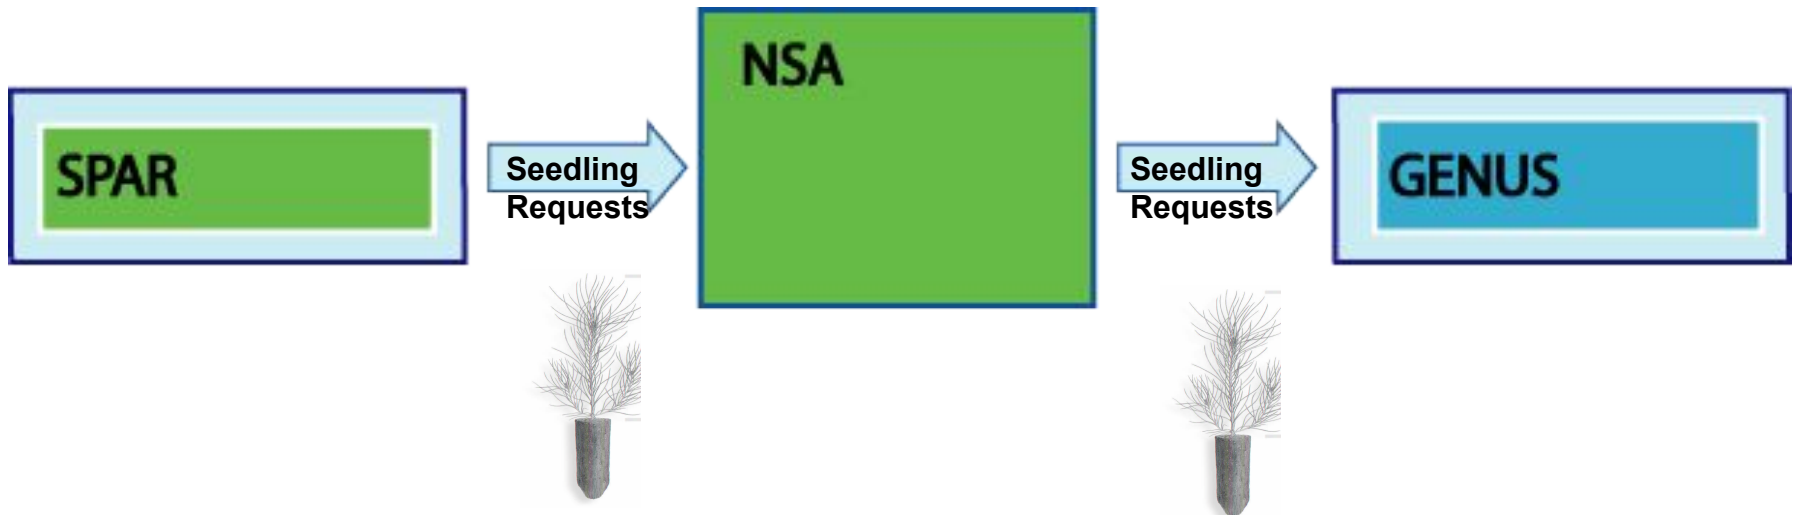 NSA
SPAR
Seedling
Requests
Seedling
Requests
GENUS